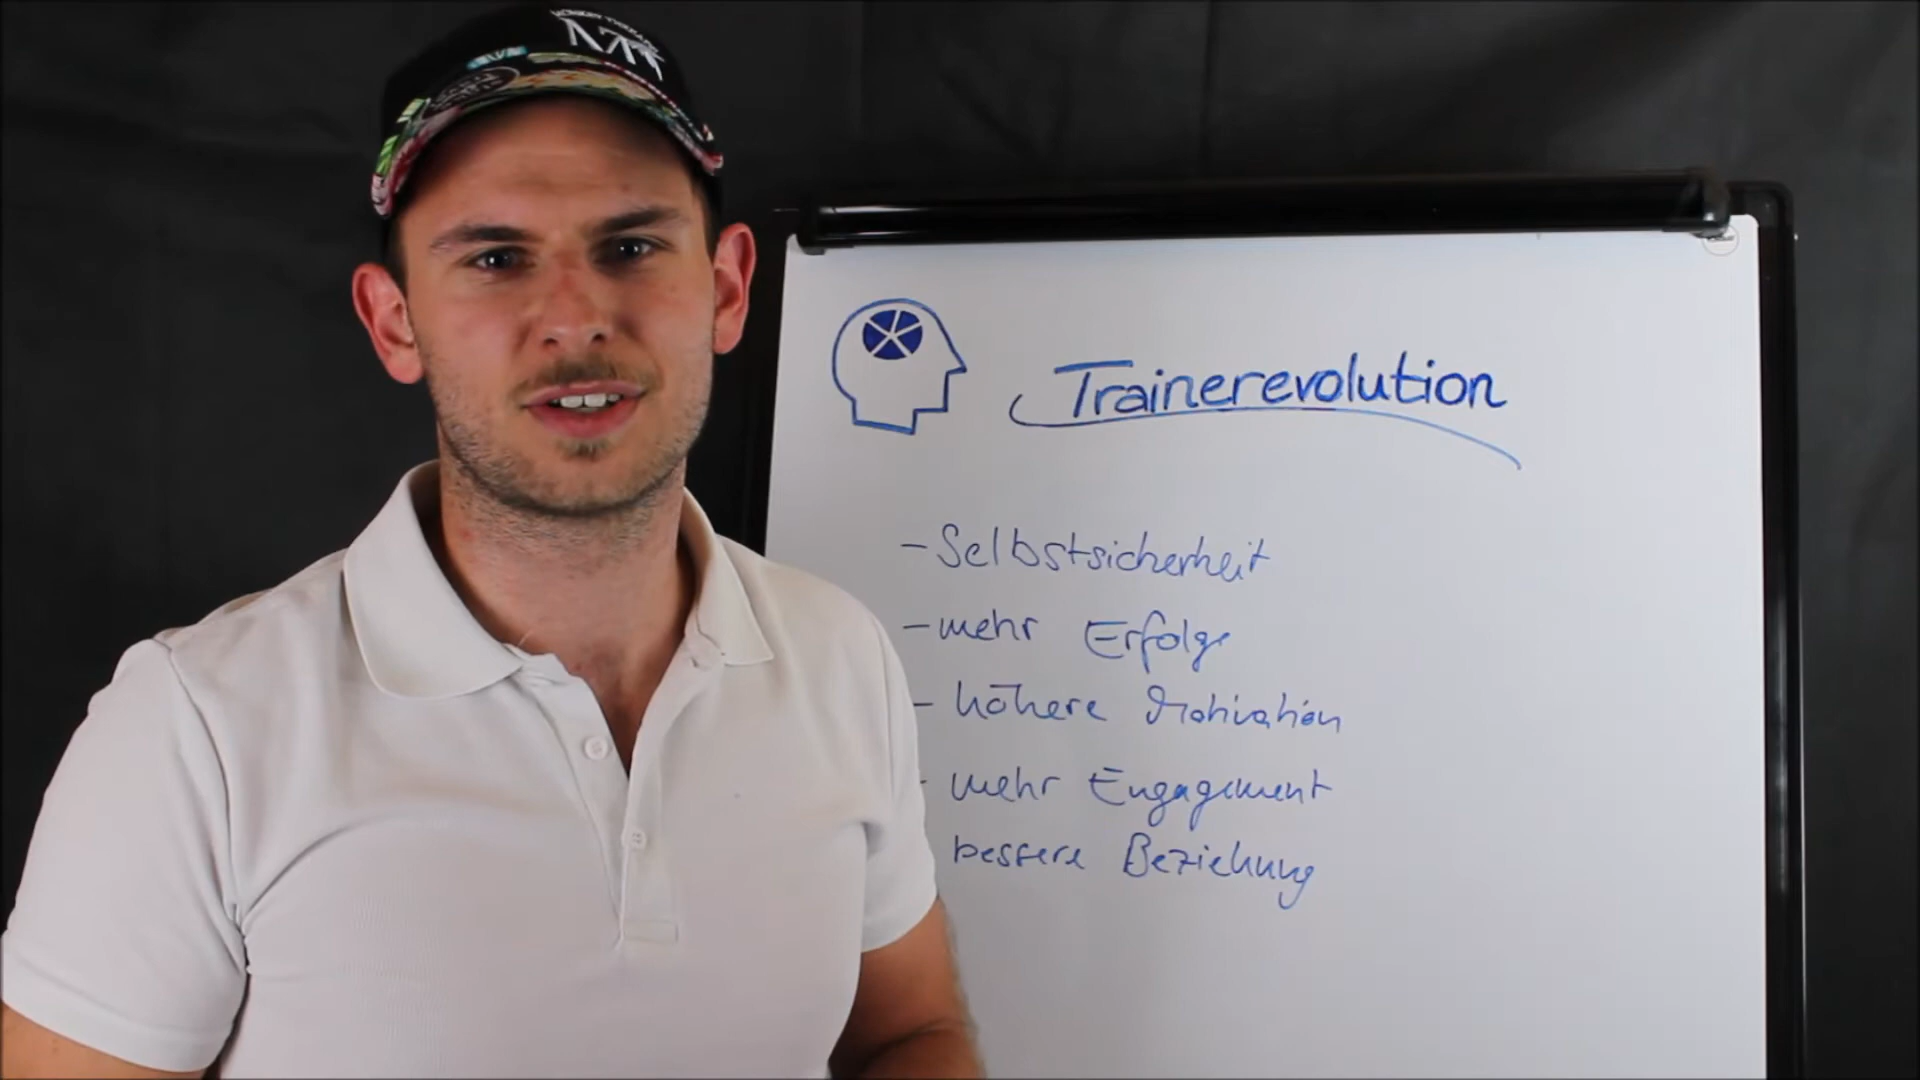 Trainerevolution
- Selbstsicherheit
- mehr Erfolge
- höhere Motivation
- mehr Engagement
bessere Beziehung